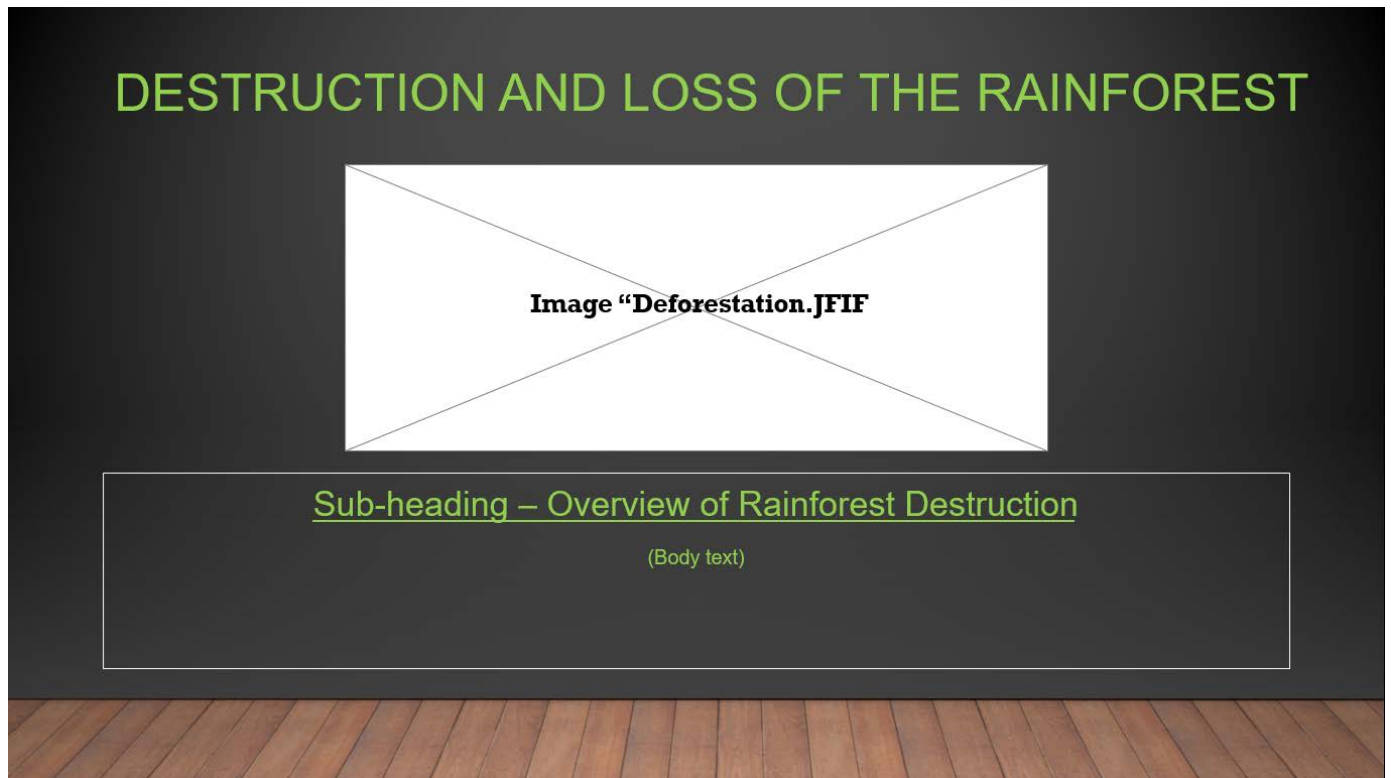 DESTRUCTION AND LOSS OF THE RAINFOREST
Image “Deforestation.JFIF
Sub-heading – Overview of Rainforest Destruction
(Body text)